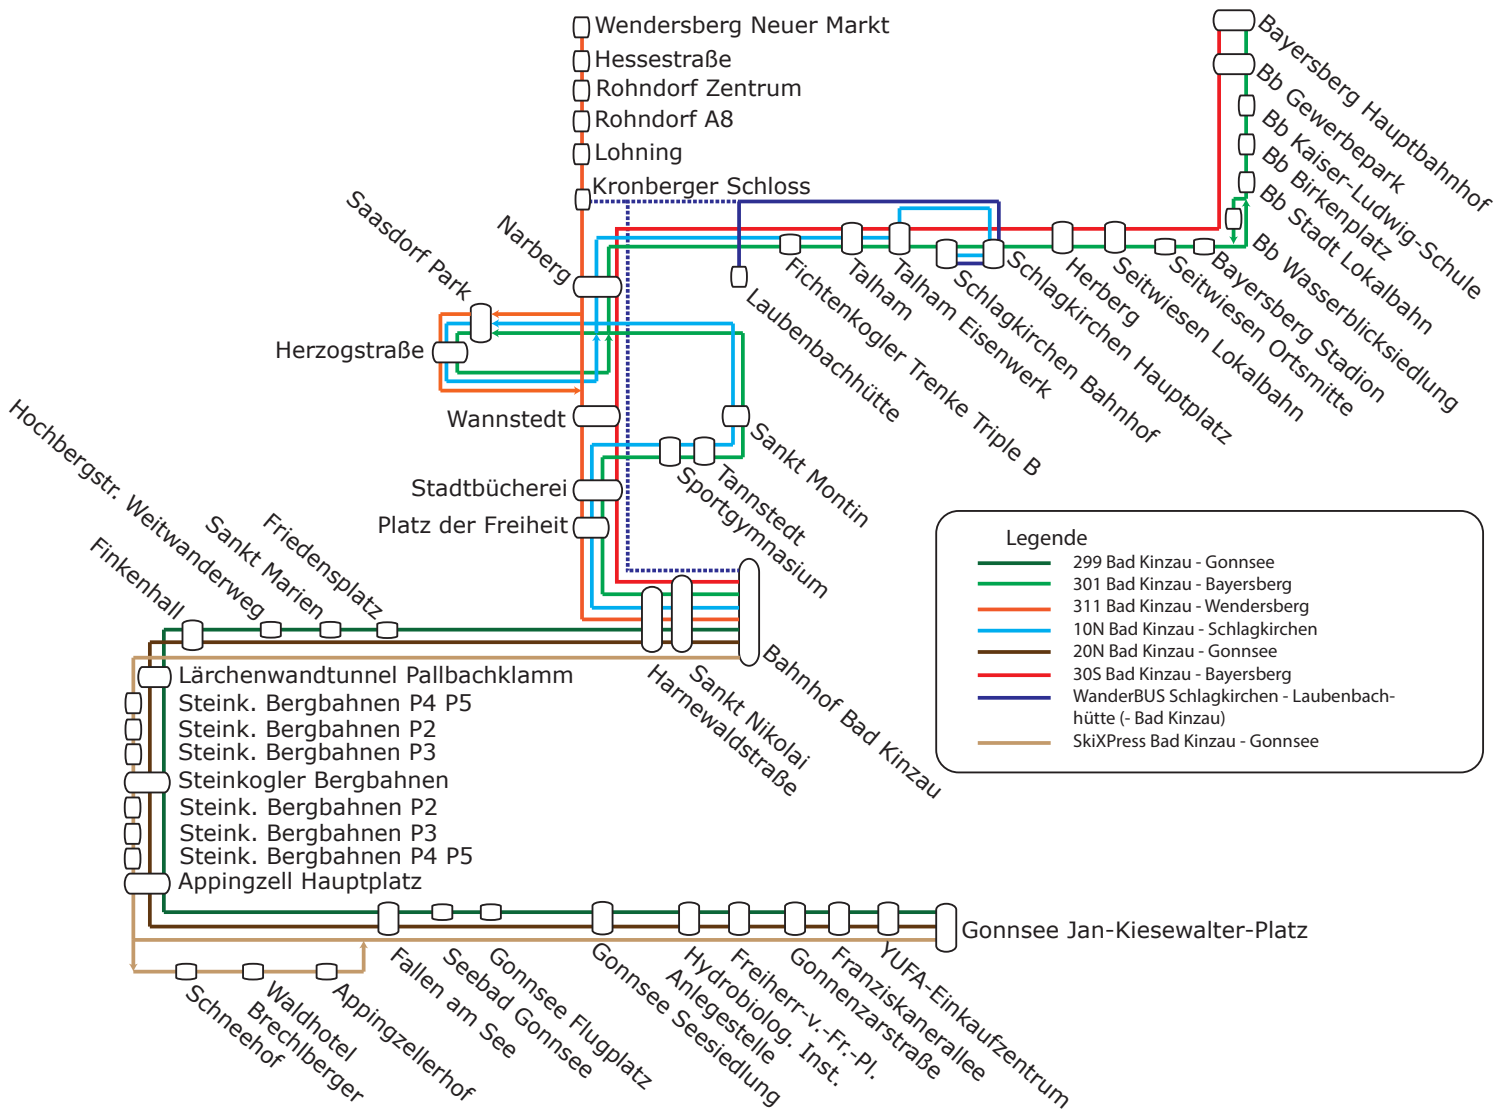 Wendersberg Neuer Markt
Hessestraße
Rohndorf Zentrum
Rohndorf A8
Lohning
Kronberger Schloss
Saasdorf Park
Narberg
Herzogstraße
Wannstedt
Stadtbücherei
Platz der Freiheit
Bayersberg Hauptbahnhof
Bb Gewerbepark
Bb Kaiser-Ludwig-Schule
Bb Birkenplatz
Bb Stadt Lokalbahn
Bb Wasserblicksiedlung
Bayersberg Stadion
Seitwiesen Ortsmitte
Seitwiesen Lokalbahn
Herberg
Schlagkirchen Hauptplatz
Schlagkirchen Bahnhof
Talham Eisenwerk
Talham
Fichtenkogler Trenke Triple B
Laubenbachhütte
Sankt Montin
Tannstedt
Sportgymnasium
Hochbergstr. Weitwanderweg
Sankt Marien
Friedensplatz
Finkenhall
Harnewaldstraße
Sankt Nikolai
Bahnhof Bad Kinzau
Legende
299 Bad Kinzau - Gonnsee
301 Bad Kinzau - Bayersberg
311 Bad Kinzau - Wendersberg
10N Bad Kinzau - Schlagkirchen
20N Bad Kinzau - Gonnsee
30S Bad Kinzau - Bayersberg
WanderBUS Schlagkirchen - Laubenbach-
hütte (- Bad Kinzau)
SkiXPress Bad Kinzau - Gonnsee
Lärchenwandtunnel Pallbachklamm
Steink. Bergbahnen P4 P5
Steink. Bergbahnen P2
Steink. Bergbahnen P3
Steinkogler Bergbahnen
Steink. Bergbahnen P2
Steink. Bergbahnen P3
Steink. Bergbahnen P4 P5
Appingzell Hauptplatz
Gonnsee Jan-Kiesewalter-Platz
Schneehof
Waldhotel
Brechlberger
Appingzellerhof
Fallen am See
Seebad Gonnsee
Gonnsee Flugplatz
Gonnsee Seesiedlung
Hydrobiolog. Inst.
Anlegestelle
Freiherr-v.-Fr.-Pl.
Gonnenzarstraße
Franziskanerallee
YUFA-Einkaufzentrum